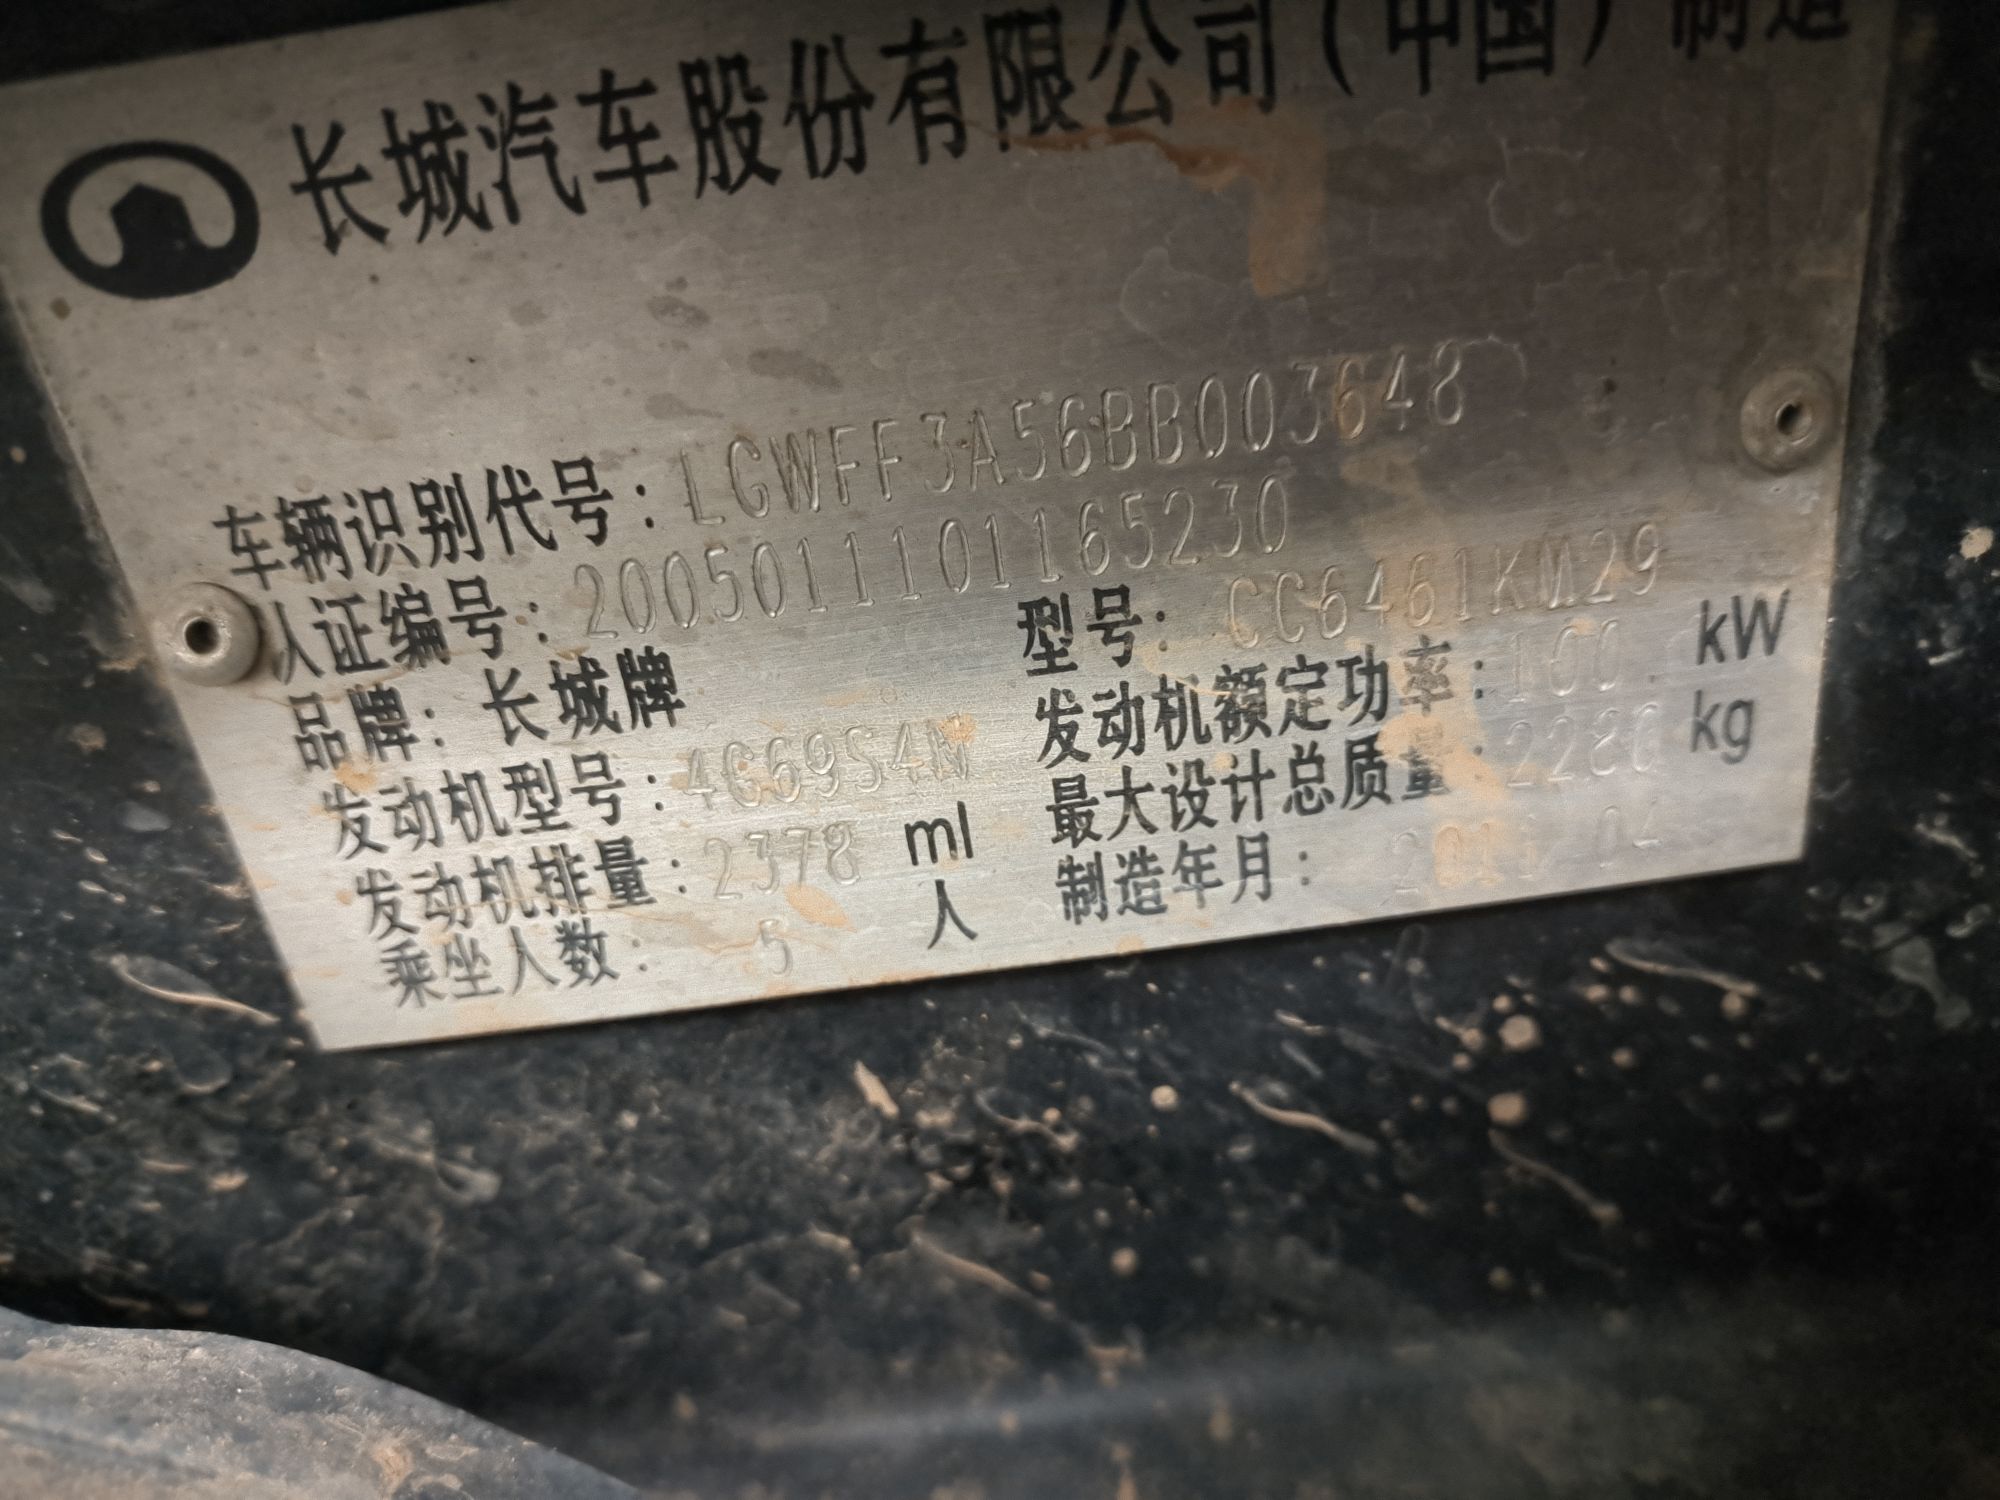 长城汽车股份有限公司(中国)制造
车辆识别代号:LGWFF3A56BB003648
认证编号:2005011101165230
品牌:长城牌 型号:CC6461KM29
发动机型号:4G69S4N 发动机额定功率:100 kW
发动机排量:2378 ml 最大设计总质量:2280 kg
乘坐人数:5 人 制造年月:2011 04